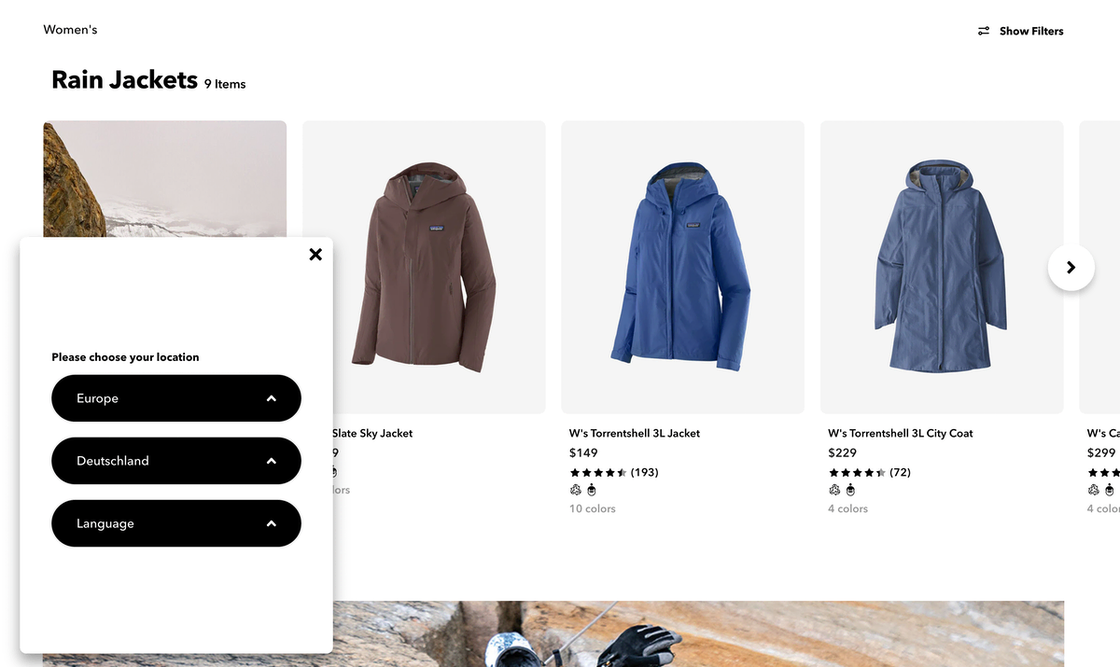 Women's
Show Filters
Rain Jackets 9 Items
Please choose your location
Europe
Deutschland
Language
Slate Sky Jacket
9
lors
W's Torrentshell 3L Jacket
$149
(193)
10 colors
W's Torrentshell 3L City Coat
$229
(72)
4 colors
W's Ca
$299
4 color